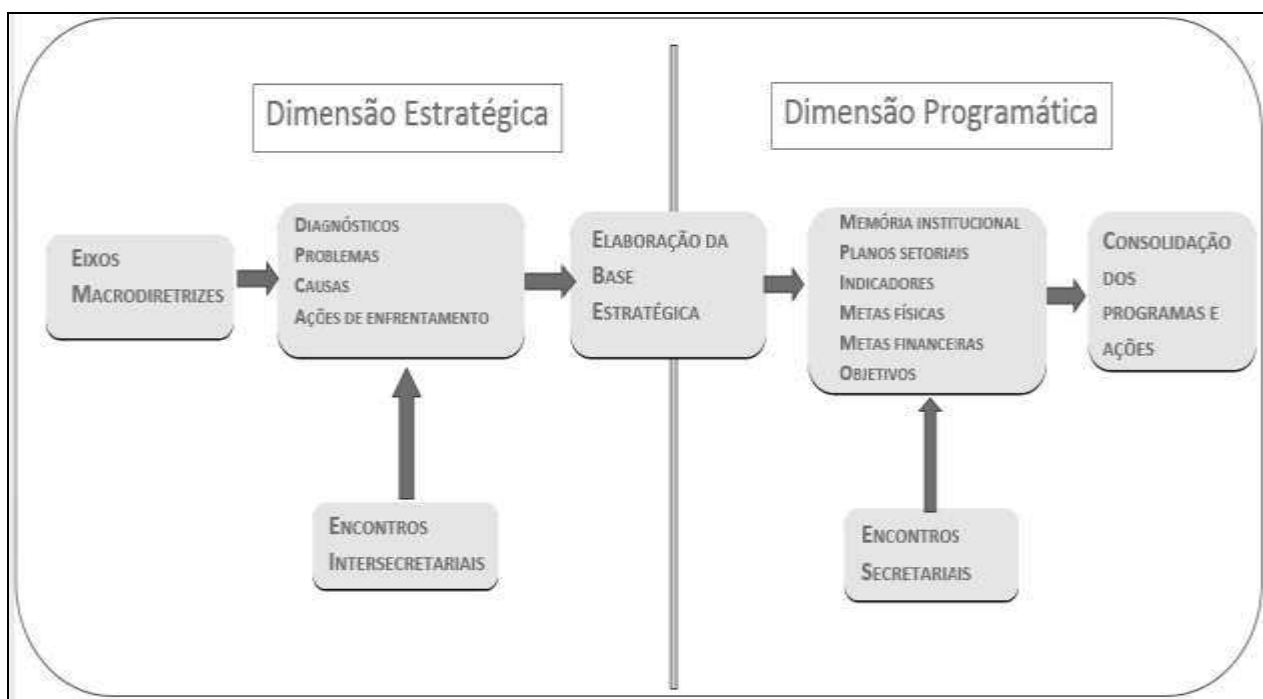 Dimensão Estratégica
Dimensão Programática
EIXOS
MACRODIRETRIZES
DIAGNÓSTICOS
PROBLEMAS
CAUSAS
AÇÕES DE ENFRENTAMENTO
ELABORAÇÃO DA
BASE
ESTRATÉGICA
MEMÓRIA INSTITUCIONAL
PLANOS SETORIAIS
INDICADORES
METAS FÍSICAS
METAS FINANCEIRAS
OBJETIVOS
CONSOLIDAÇÃO
DOS
PROGRAMAS E
AÇÕES
ENCONTROS
INTERSECRETARIAIS
ENCONTROS
SECRETARIAIS